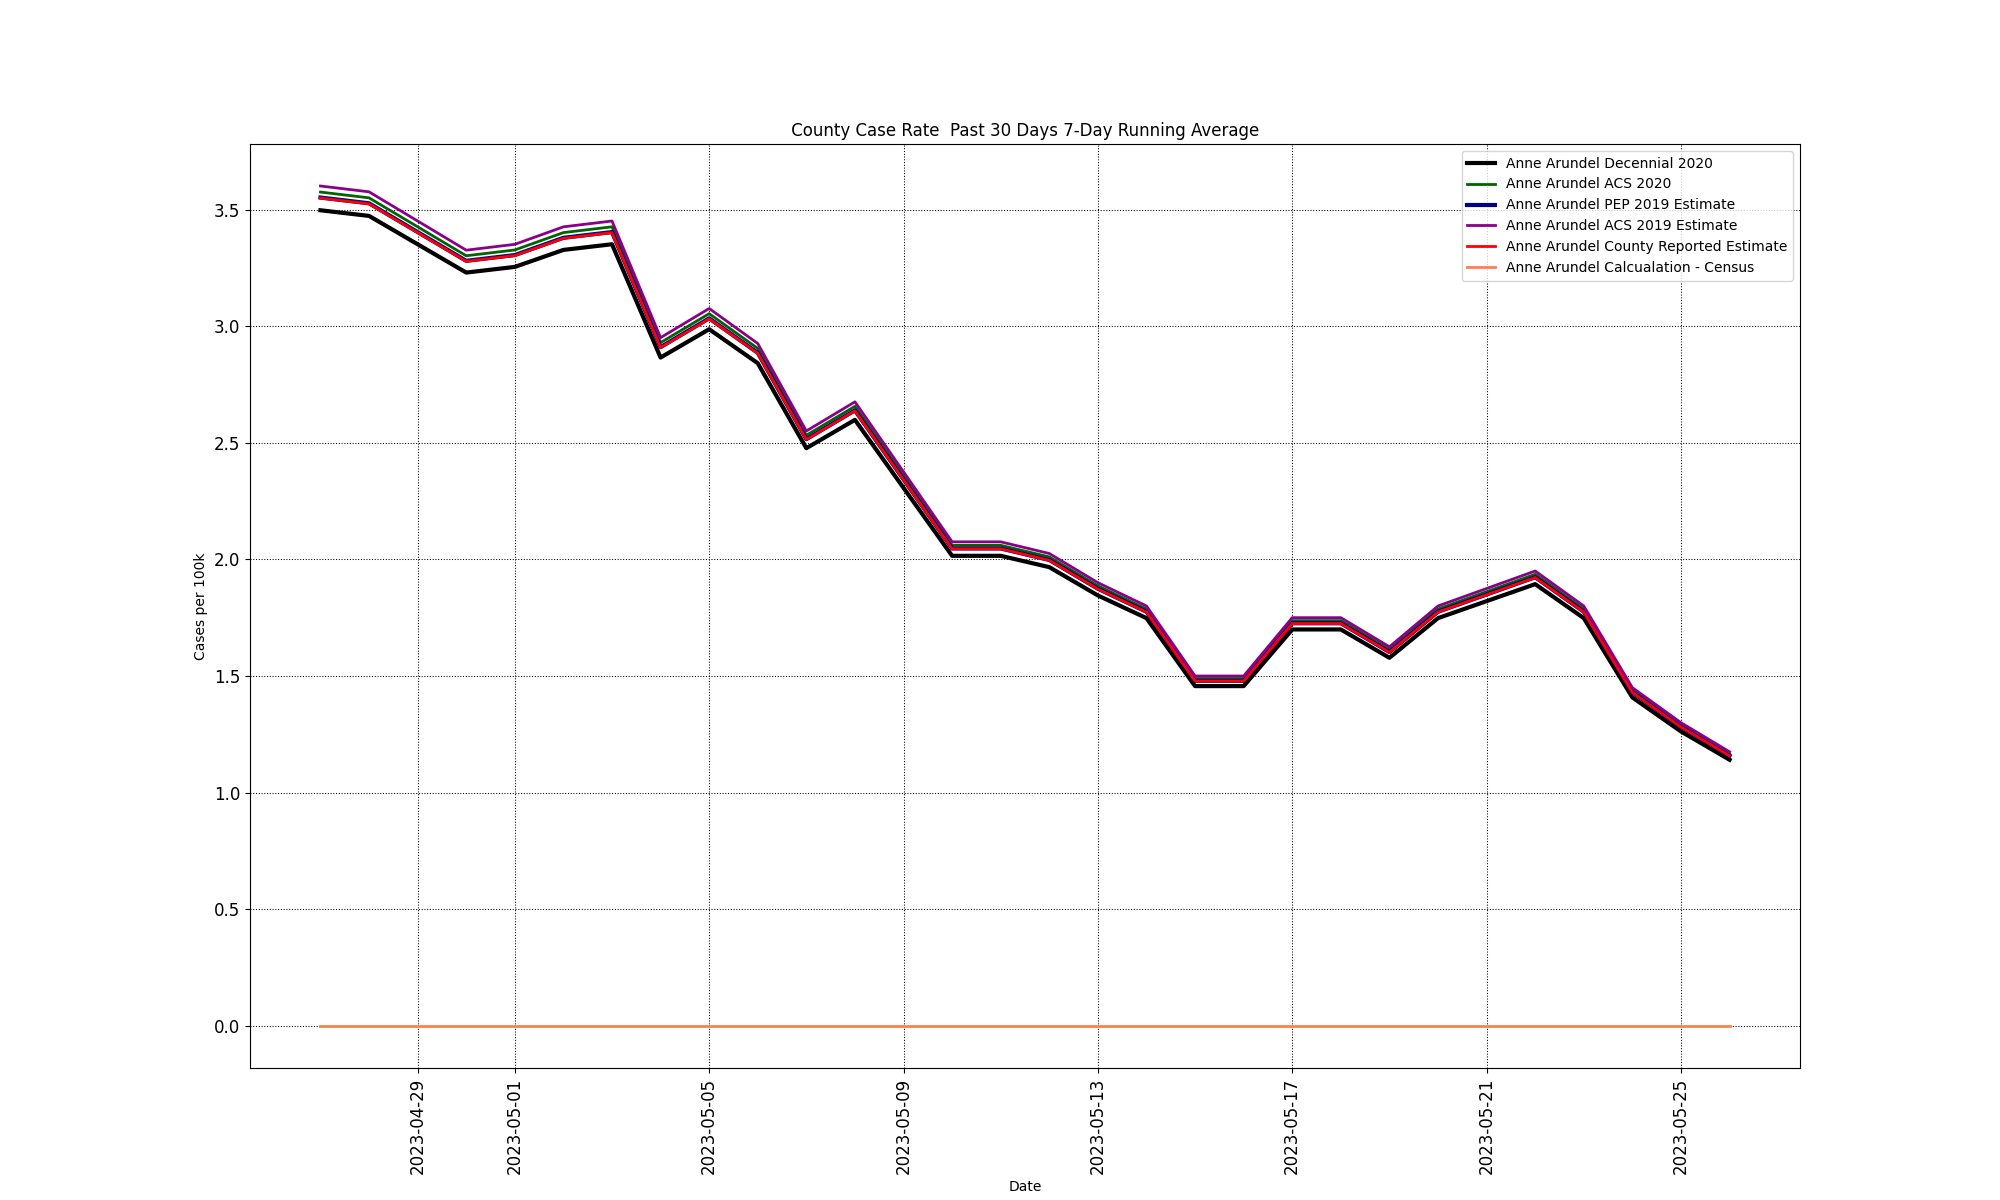 County Case Rate  Past 30 Days 7-Day Running Average
Anne Arundel Decennial 2020
Anne Arundel ACS 2020
Anne Arundel PEP 2019 Estimate
Anne Arundel ACS 2019 Estimate
Anne Arundel County Reported Estimate
Anne Arundel Calcualation - Census
Cases per 100k
3.5
3.0
2.5
2.0
1.5
1.0
0.5
0.0
2023-04-29
2023-05-01
2023-05-05
2023-05-09
2023-05-13
2023-05-17
2023-05-21
2023-05-25
Date